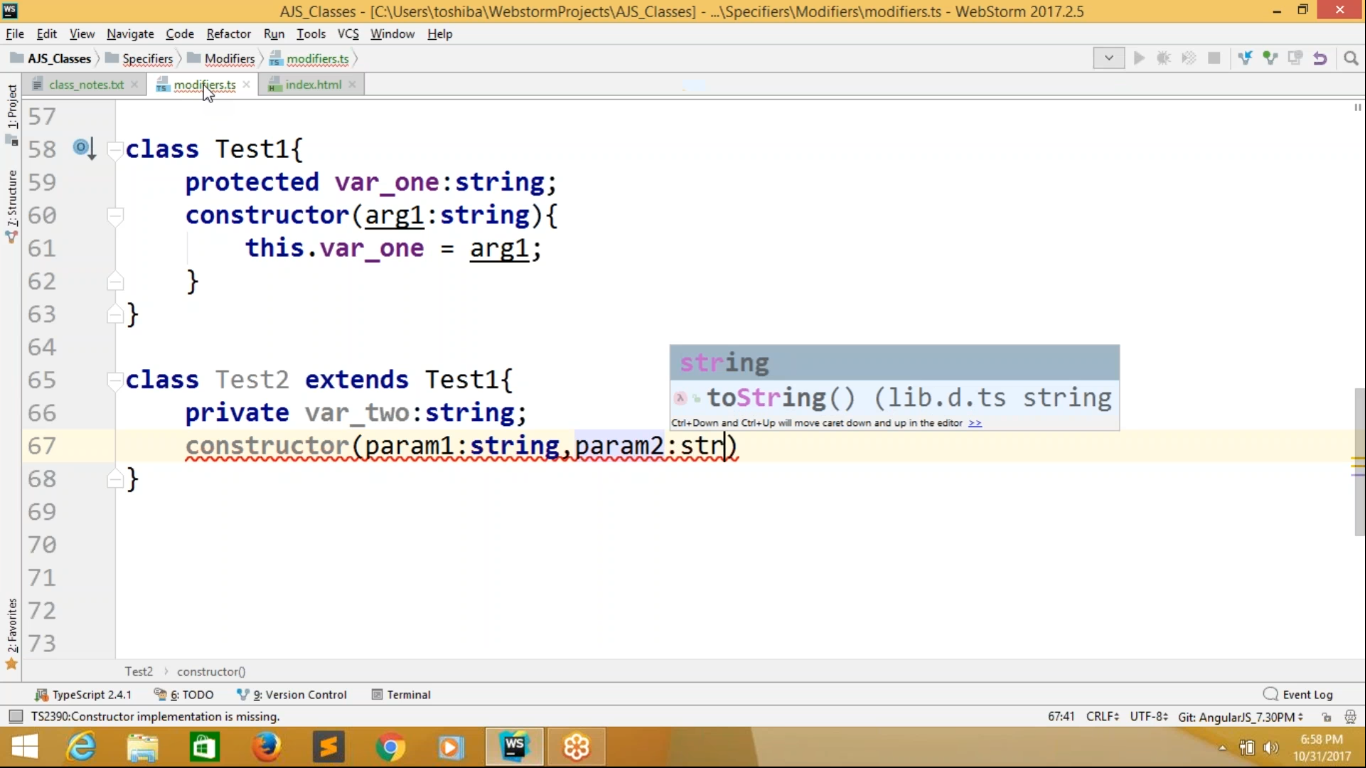 AJS_Classes - [C:\Users\toshiba\WebstormProjects\AJS_Classes] - ...\Specifiers\Modifiers\modifiers.ts - WebStorm 2017.2.5
File Edit View Navigate Code Refactor Run Tools VCS Window Help
AJS_Classes Specifiers Modifiers modifiers.ts
class_notes.txt modifiers.ts index.html
1: Project
7: Structure
2: Favorites
57
58 class Test1{
59 protected var_one:string;
60 constructor(arg1:string){
61 this.var_one = arg1;
62 }
63 }
64
string
65 class Test2 extends Test1{
toString() (lib.d.ts string
66 private var_two:string;
Ctrl+Down and Ctrl+Up will move caret down and up in the editor >>
67 constructor(param1:string,param2:str)
68 }
69
70
71
72
73
Test2 constructor()
TypeScript 2.4.1 6: TODO 9: Version Control Terminal Event Log
TS2390:Constructor implementation is missing. 67:41 CRLF UTF-8 Git: AngularJS_7.30PM
6:58 PM
10/31/2017